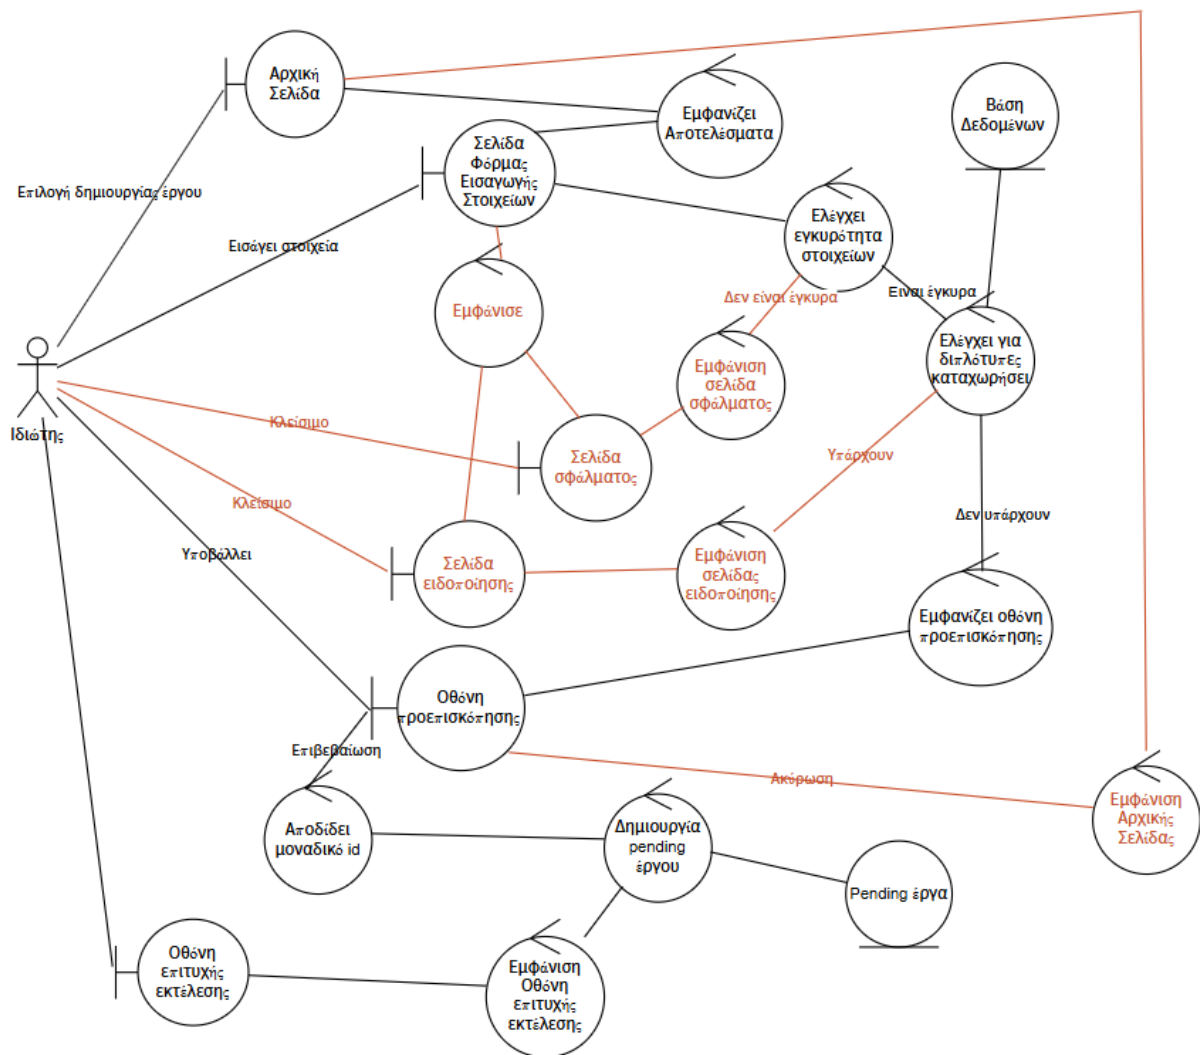 Αρχική
Σελίδα
Εμφανίζει
Αποτελέσματα
Βάση
Δεδομένων
Σελίδα
Φόρμας
Εισαγωγής
Στοιχείων
Επιλογή δημιουργίας έργου
Εισάγει στοιχεία
Ελέγχει
εγκυρότητα
στοιχείων
Δεν είναι έγκυρα
Ειναι έγκυρα
Εμφάνισε
Ελέγχει για
διπλότυπες
καταχωρήσει
Εμφάνιση
σελίδα
σφάλματος
Ιδιώτης
Κλείσιμο
Σελίδα
σφάλματος
Υπάρχουν
Κλείσιμο
Δεν υπάρχουν
Υποβάλλει
Σελίδα
ειδοποίησης
Εμφάνιση
σελίδας
ειδοποίησης
Εμφανίζει οθόνη
προεπισκόπησης
Οθόνη
προεπισκόπησης
Επιβεβαίωση
Ακύρωση
Εμφάνιση
Αρχικής
Σελίδας
Αποδίδει
μοναδικό id
Δημιουργία
pending
έργου
Pending έργα
Οθόνη
επιτυχής
εκτέλεσης
Εμφάνιση
Οθόνη
επιτυχής
εκτέλεσης